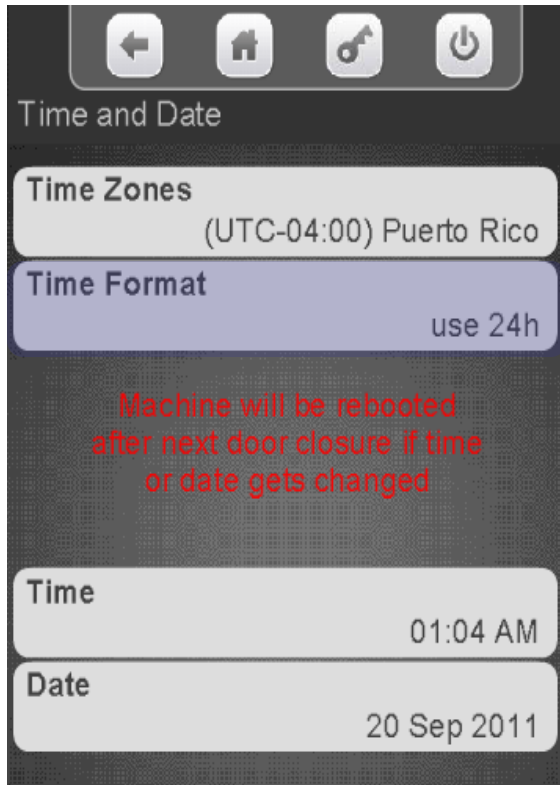 Time and Date
Time Zones
(UTC-04:00) Puerto Rico
Time Format
use 24h
Machine will be rebooted
after next door closure if time
or date gets changed
Time
01:04 AM
Date
20 Sep 2011